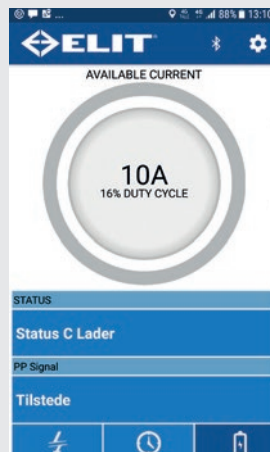 88% 13:10
ELIT
AVAILABLE CURRENT
10A
16% DUTY CYCLE
STATUS
Status C Lader
PP Signal
Tilstede